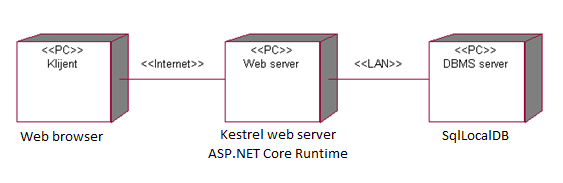 <<PC>>
Klijent
<<Internet>>
<<PC>>
Web server
<<LAN>>
<<PC>>
DBMS server
Web browser
Kestrel web server
ASP.NET Core Runtime
SqlLocalDB